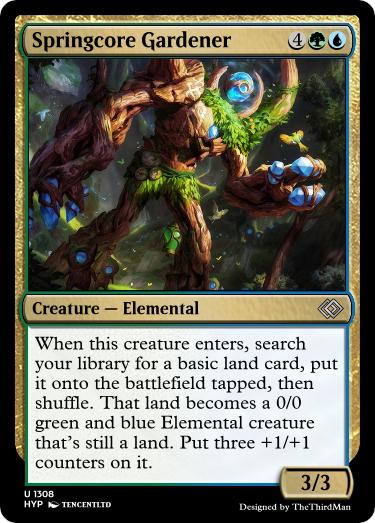 Springcore Gardener 4
Creature — Elemental
When this creature enters, search
your library for a basic land card, put
it onto the battlefield tapped, then
shuffle. That land becomes a 0/0
green and blue Elemental creature
that's still a land. Put three +1/+1
counters on it.
3/3
U 1308
HYP TENCENTLTD
Designed by TheThirdMan